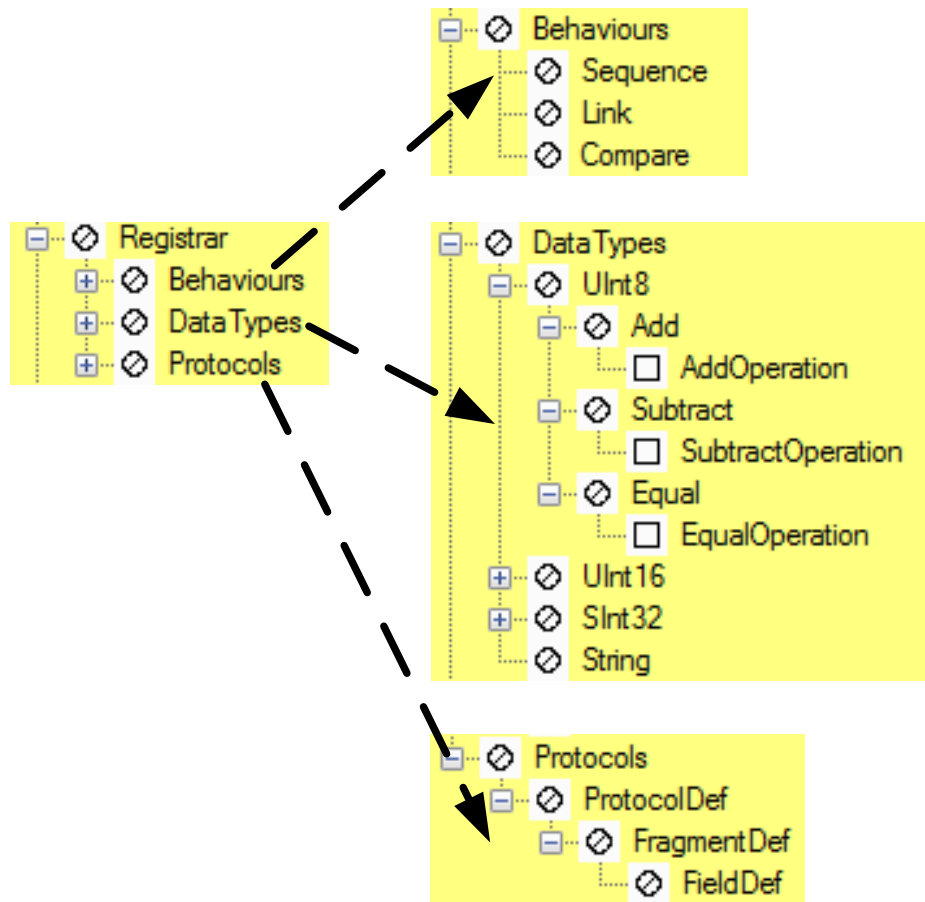 Registrar
Behaviours
DataTypes
Protocols
Behaviours
Sequence
Link
Compare
DataTypes
UInt8
Add
AddOperation
Subtract
SubtractOperation
Equal
EqualOperation
UInt16
SInt32
String
Protocols
ProtocolDef
FragmentDef
FieldDef